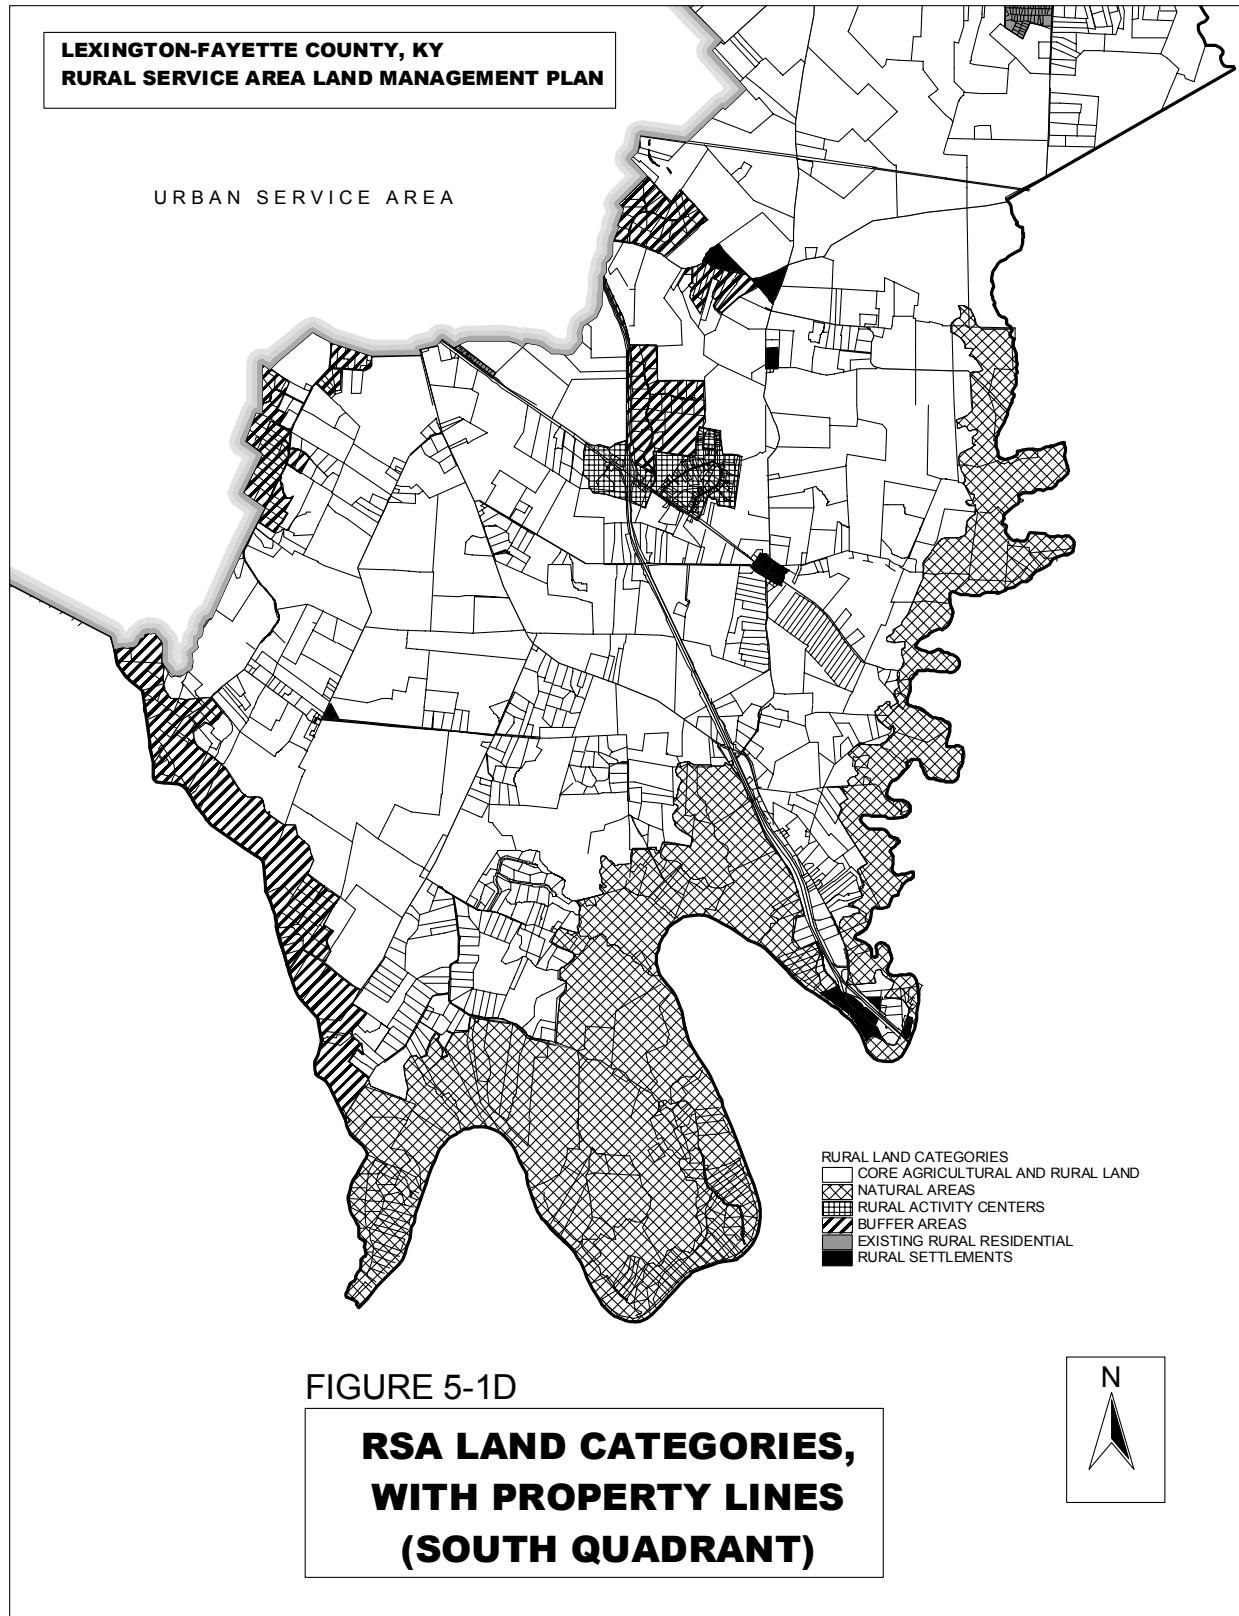 LEXINGTON-FAYETTE COUNTY, KY
RURAL SERVICE AREA LAND MANAGEMENT PLAN
URBAN SERVICE AREA
RURAL LAND CATEGORIES
CORE AGRICULTURAL AND RURAL LAND
NATURAL AREAS
RURAL ACTIVITY CENTERS
BUFFER AREAS
EXISTING RURAL RESIDENTIAL
RURAL SETTLEMENTS
FIGURE 5-1D
RSA LAND CATEGORIES,
WITH PROPERTY LINES
(SOUTH QUADRANT)
N